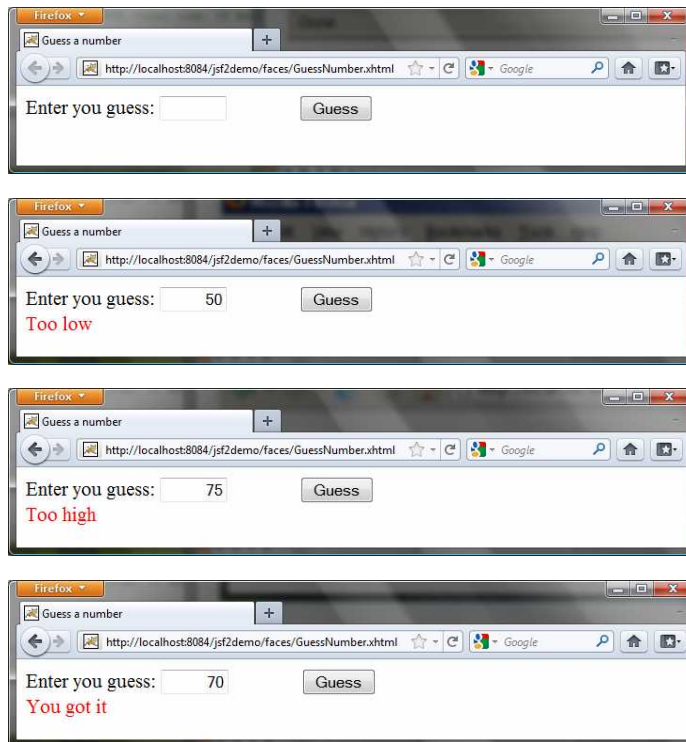 Firefox
Guess a number +
http://localhost:8084/jsf2demo/faces/GuessNumber.xhtml Google
Enter you guess: Guess
Firefox
Guess a number +
http://localhost:8084/jsf2demo/faces/GuessNumber.xhtml Google
Enter you guess: 50 Guess
Too low
Firefox
Guess a number +
http://localhost:8084/jsf2demo/faces/GuessNumber.xhtml Google
Enter you guess: 75 Guess
Too high
Firefox
Guess a number +
http://localhost:8084/jsf2demo/faces/GuessNumber.xhtml Google
Enter you guess: 70 Guess
You got it